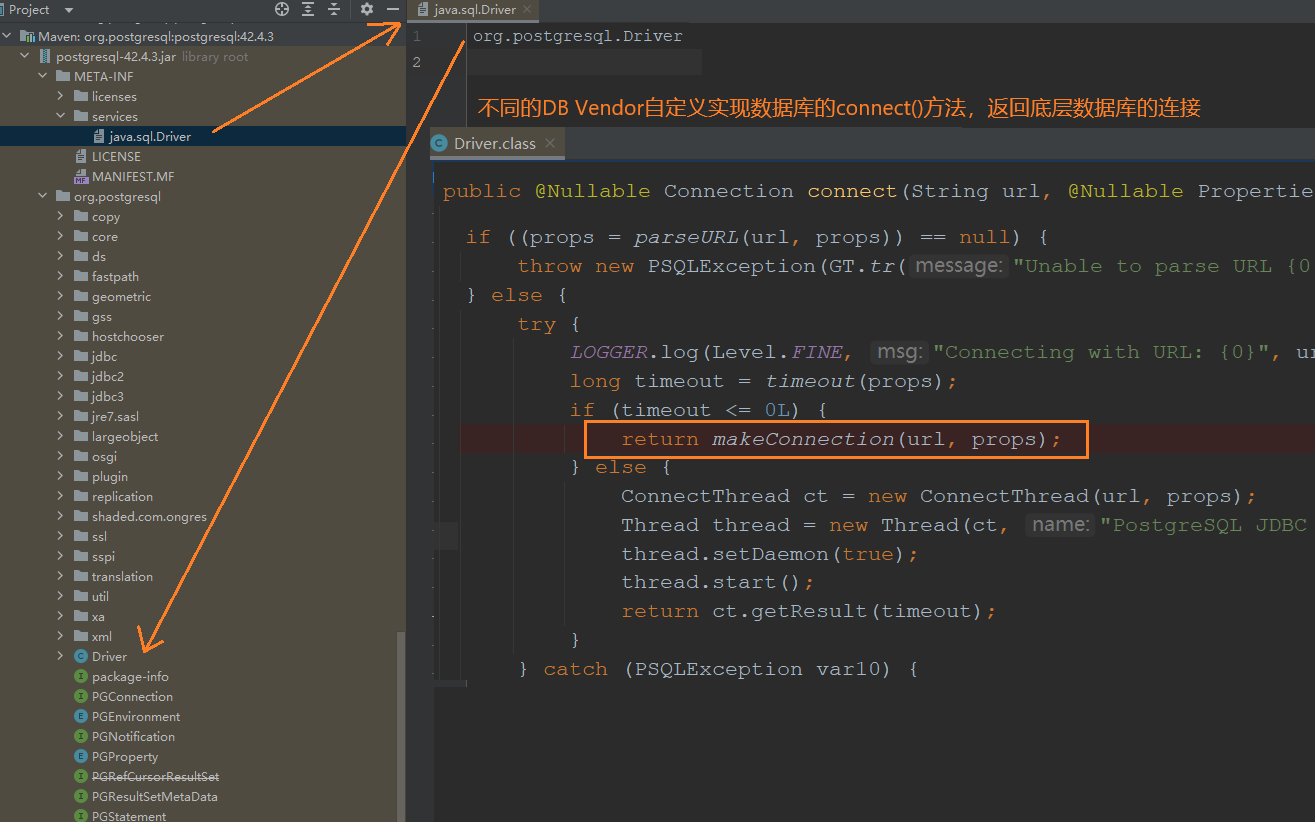 Project
Maven: org.postgresql:postgresql:42.4.3
postgresql-42.4.3.jar library root
META-INF
licenses
services
java.sql.Driver
LICENSE
MANIFEST.MF
org.postgresql
copy
core
ds
fastpath
geometric
gss
hostchooser
jdbc
jdbc2
jdbc3
jre7.sasl
largeobject
osgi
plugin
replication
shaded.com.ongres
ssl
sspi
translation
util
xa
xml
Driver
package-info
PGConnection
PGEnvironment
PGNotification
PGProperty
PGRefCursorResultSet
PGResultSetMetaData
PGStatement
java.sql.Driver
1 org.postgresql.Driver
2
不同的DB Vendor自定义实现数据库的connect()方法，返回底层数据库的连接
Driver.class
public @Nullable Connection connect(String url, @Nullable Propertie
if ((props = parseURL(url, props)) == null) {
throw new PSQLException(GT.tr( message: "Unable to parse URL {0
} else {
try {
LOGGER.log(Level.FINE, msg: "Connecting with URL: {0}", ur
long timeout = timeout(props);
if (timeout <= 0L) {
return makeConnection(url, props);
} else {
ConnectThread ct = new ConnectThread(url, props);
Thread thread = new Thread(ct, name: "PostgreSQL JDBC
thread.setDaemon(true);
thread.start();
return ct.getResult(timeout);
}
} catch (PSQLException var10) {